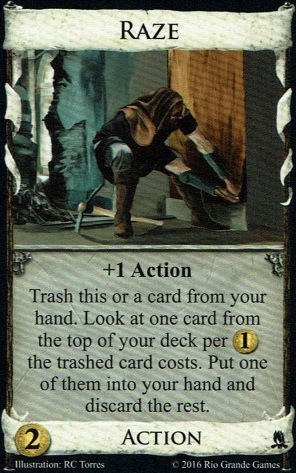 RAZE
+1 Action
Trash this or a card from your
hand. Look at one card from
the top of your deck per 1
the trashed card costs. Put one
of them into your hand and
discard the rest.
2
ACTION
Illustration: RC Torres
© 2016 Rio Grande Games